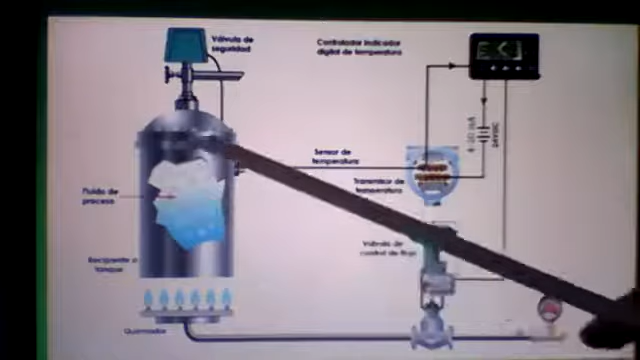 Válvula de
seguridad
Controlador indicador
digital de temperatura
Sensor de
temperatura
Transmisor de
temperatura
4-20 mA
24VDC
Fluido de
proceso
Válvula de
control de flujo
Recipiente o
tanque
Quemador